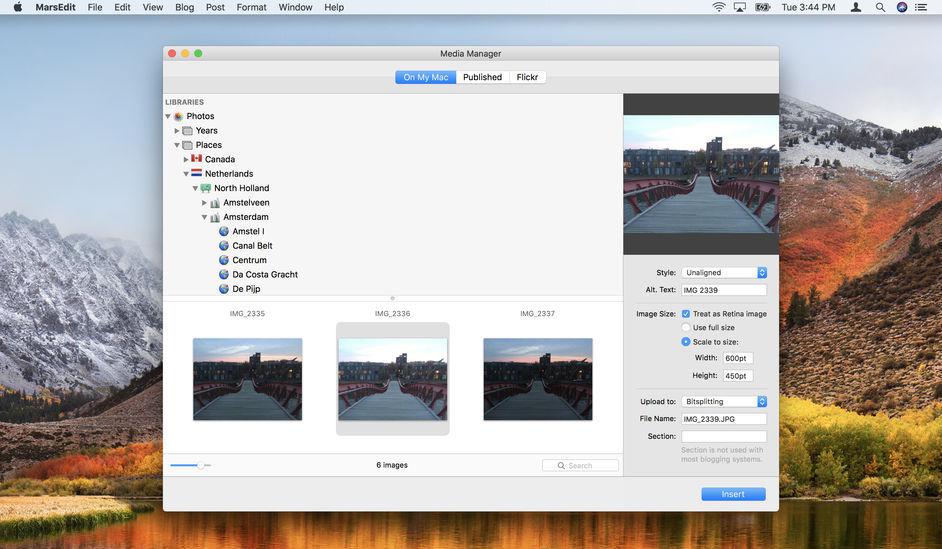 MarsEdit File Edit View Blog Post Format Window Help Tue 3:44 PM
Media Manager
On My Mac Published Flickr
LIBRARIES
Photos
Years
Places
Canada
Netherlands
North Holland
Amstelveen
Amsterdam
Amstel I
Canal Belt
Centrum
Da Costa Gracht
De Pijp
IMG_2335 IMG_2336 IMG_2337
6 images
Search
Style: Unaligned
Alt. Text: IMG 2339
Image Size: Treat as Retina image
Use full size
Scale to size:
Width: 600pt
Height: 450pt
Upload to: Bitsplitting
File Name: IMG_2339.JPG
Section:
Section is not used with
most blogging systems.
Insert